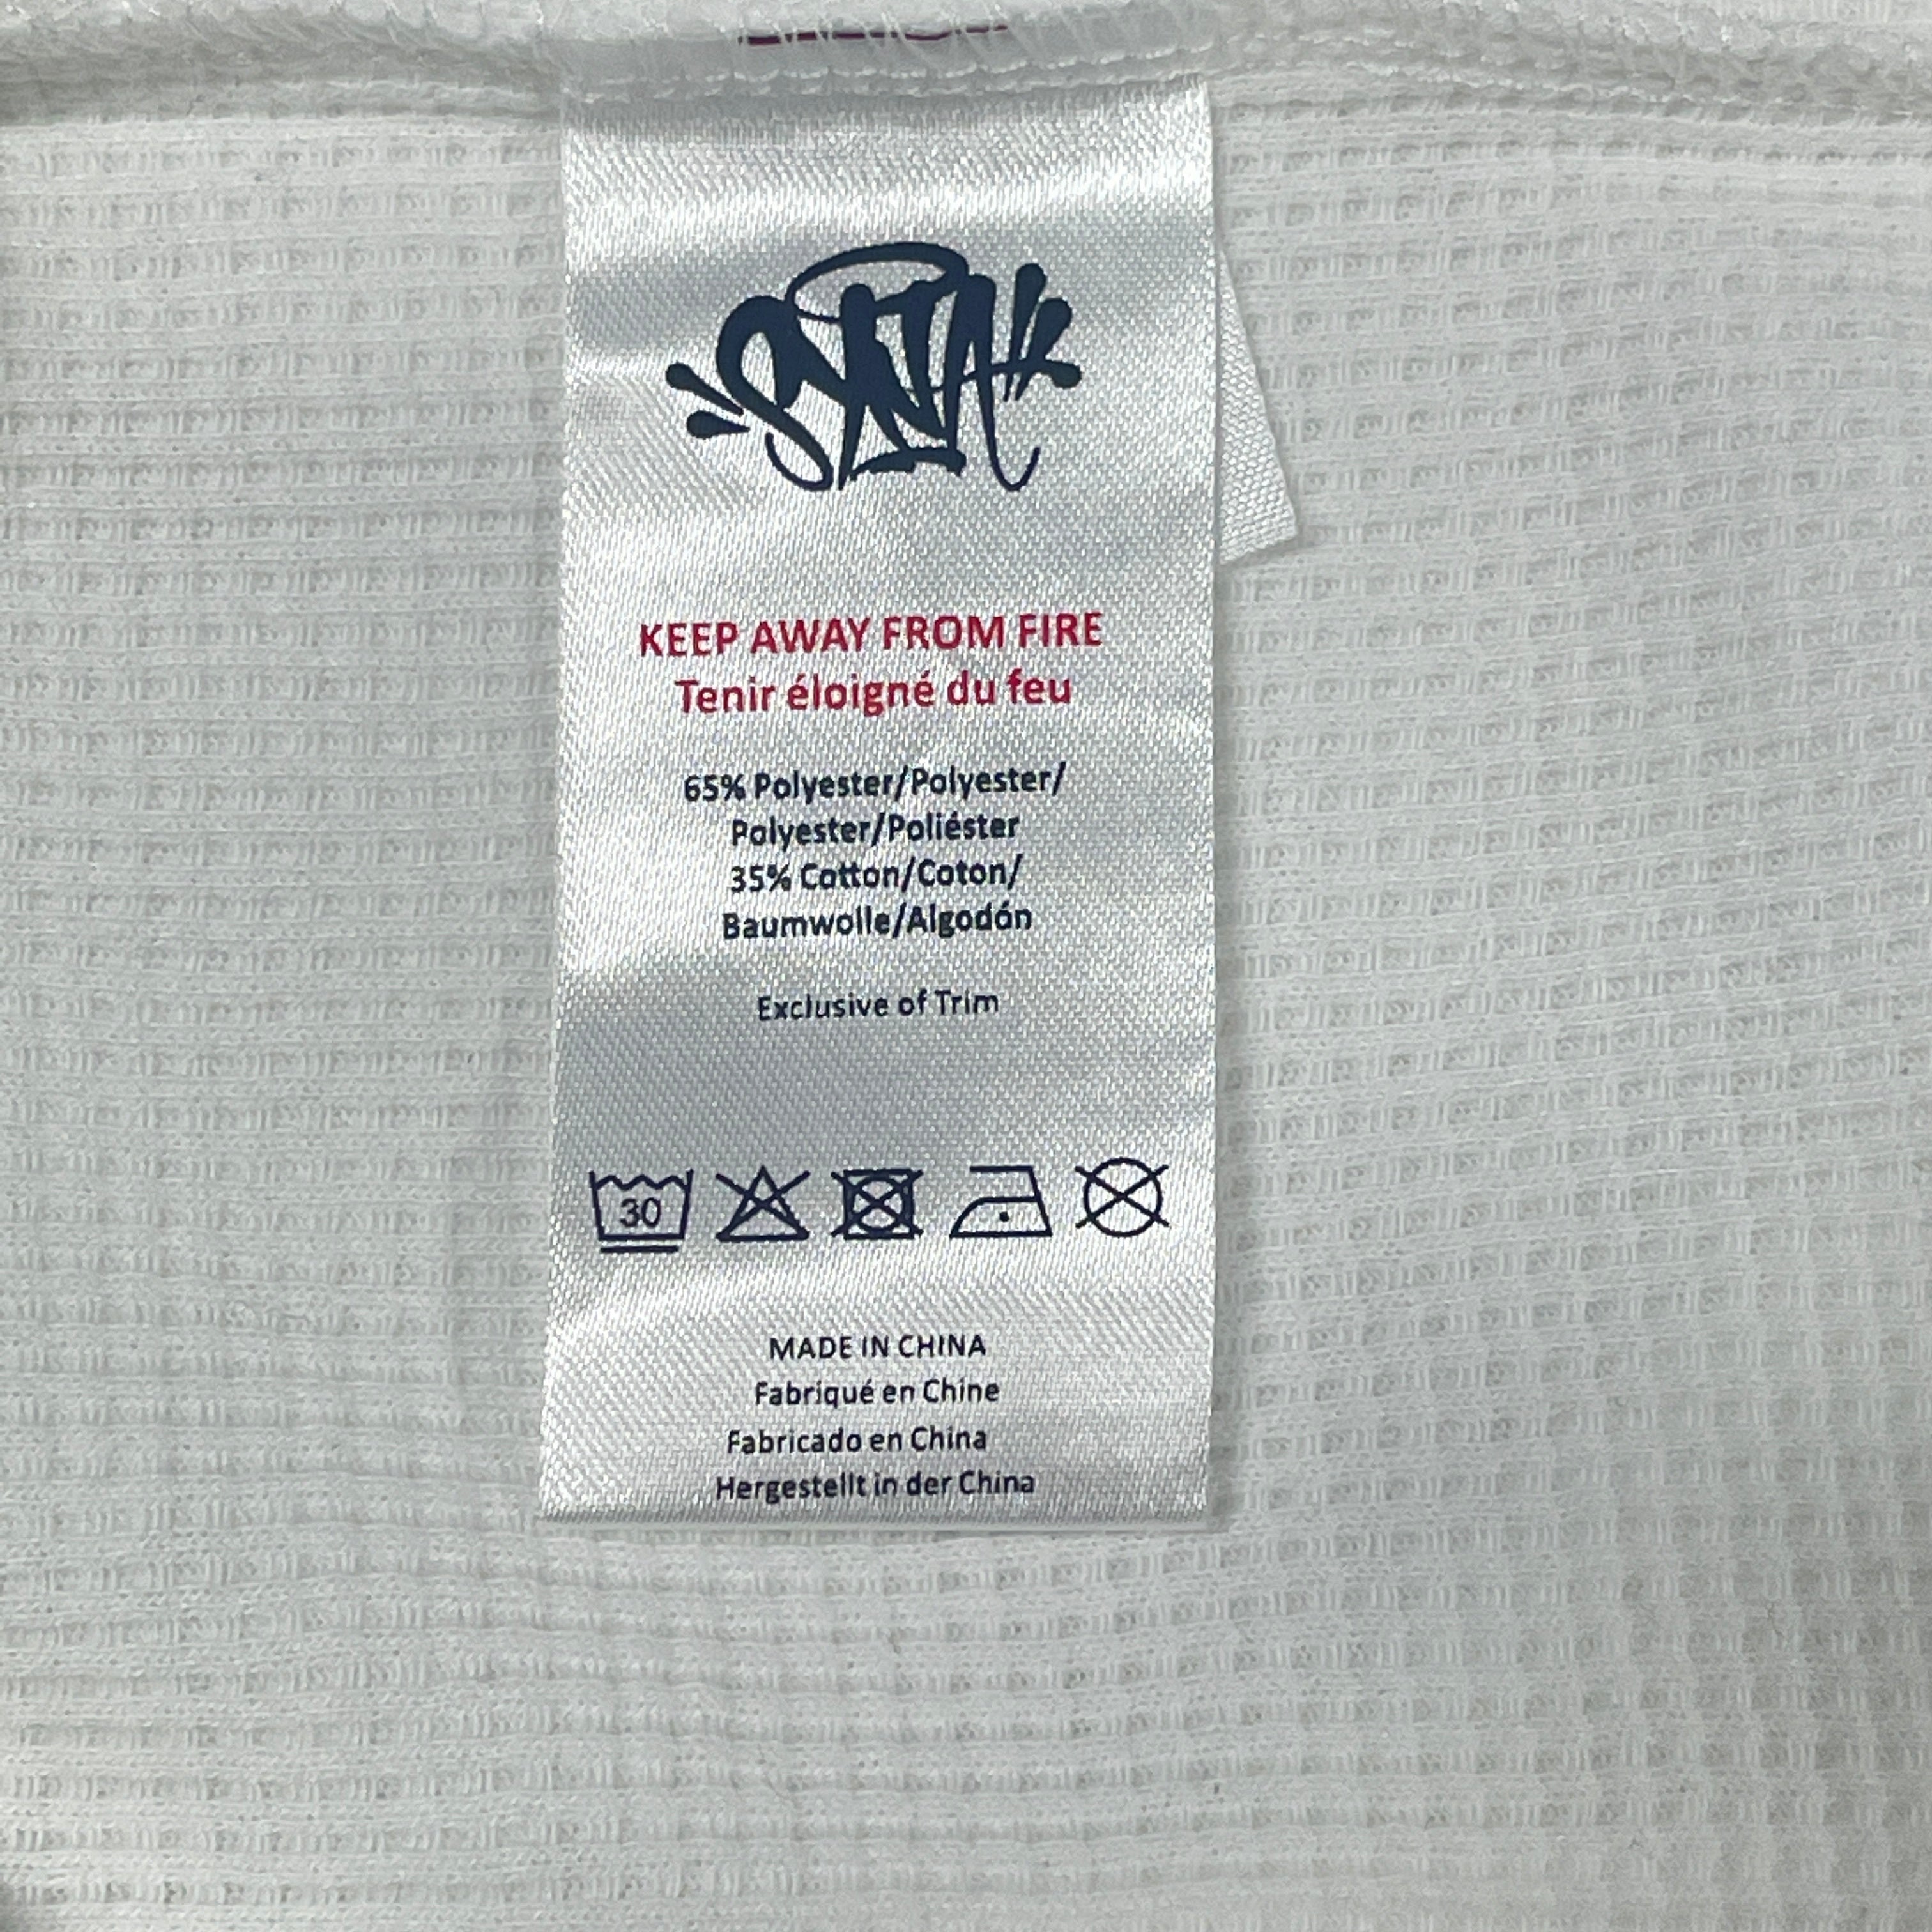 SYNA
KEEP AWAY FROM FIRE
Tenir éloigné du feu
65% Polyester/Polyester/
Polyester/Poliéster
35% Cotton/Coton/
Baumwolle/Algodón
Exclusive of Trim
30
MADE IN CHINA
Fabriqué en Chine
Fabricado en China
Hergestellt in der China